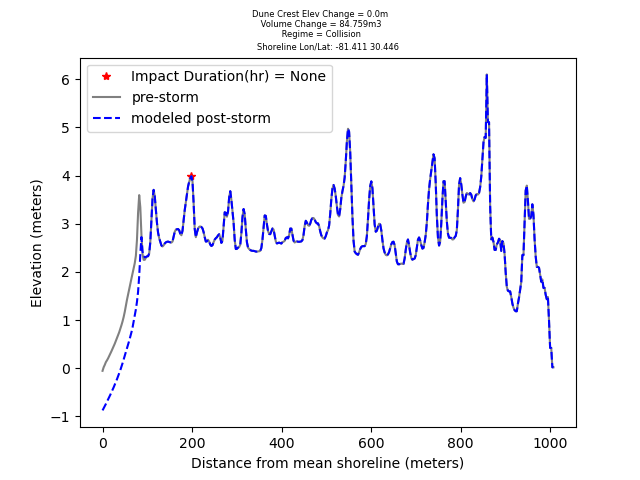 Dune Crest Elev Change = 0.0m
Volume Change = 84.759m3
Regime = Collision
Shoreline Lon/Lat: -81.411 30.446
Impact Duration(hr) = None
pre-storm
modeled post-storm
Elevation (meters)
6
5
4
3
2
1
0
−1
0 200 400 600 800 1000
Distance from mean shoreline (meters)